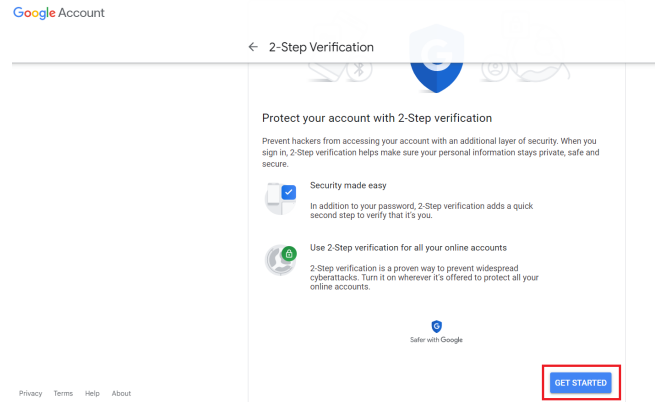 Google Account
2-Step Verification
Protect your account with 2-Step verification
Prevent hackers from accessing your account with an additional layer of security. When you
sign in, 2-Step verification helps make sure your personal information stays private, safe and
secure.
Security made easy
In addition to your password, 2-Step verification adds a quick
second step to verify that it's you.
Use 2-Step verification for all your online accounts
2-Step verification is a proven way to prevent widespread
cyberattacks. Turn it on wherever it's offered to protect all your
online accounts.
G
Safer with Google
GET STARTED
Privacy Terms Help About